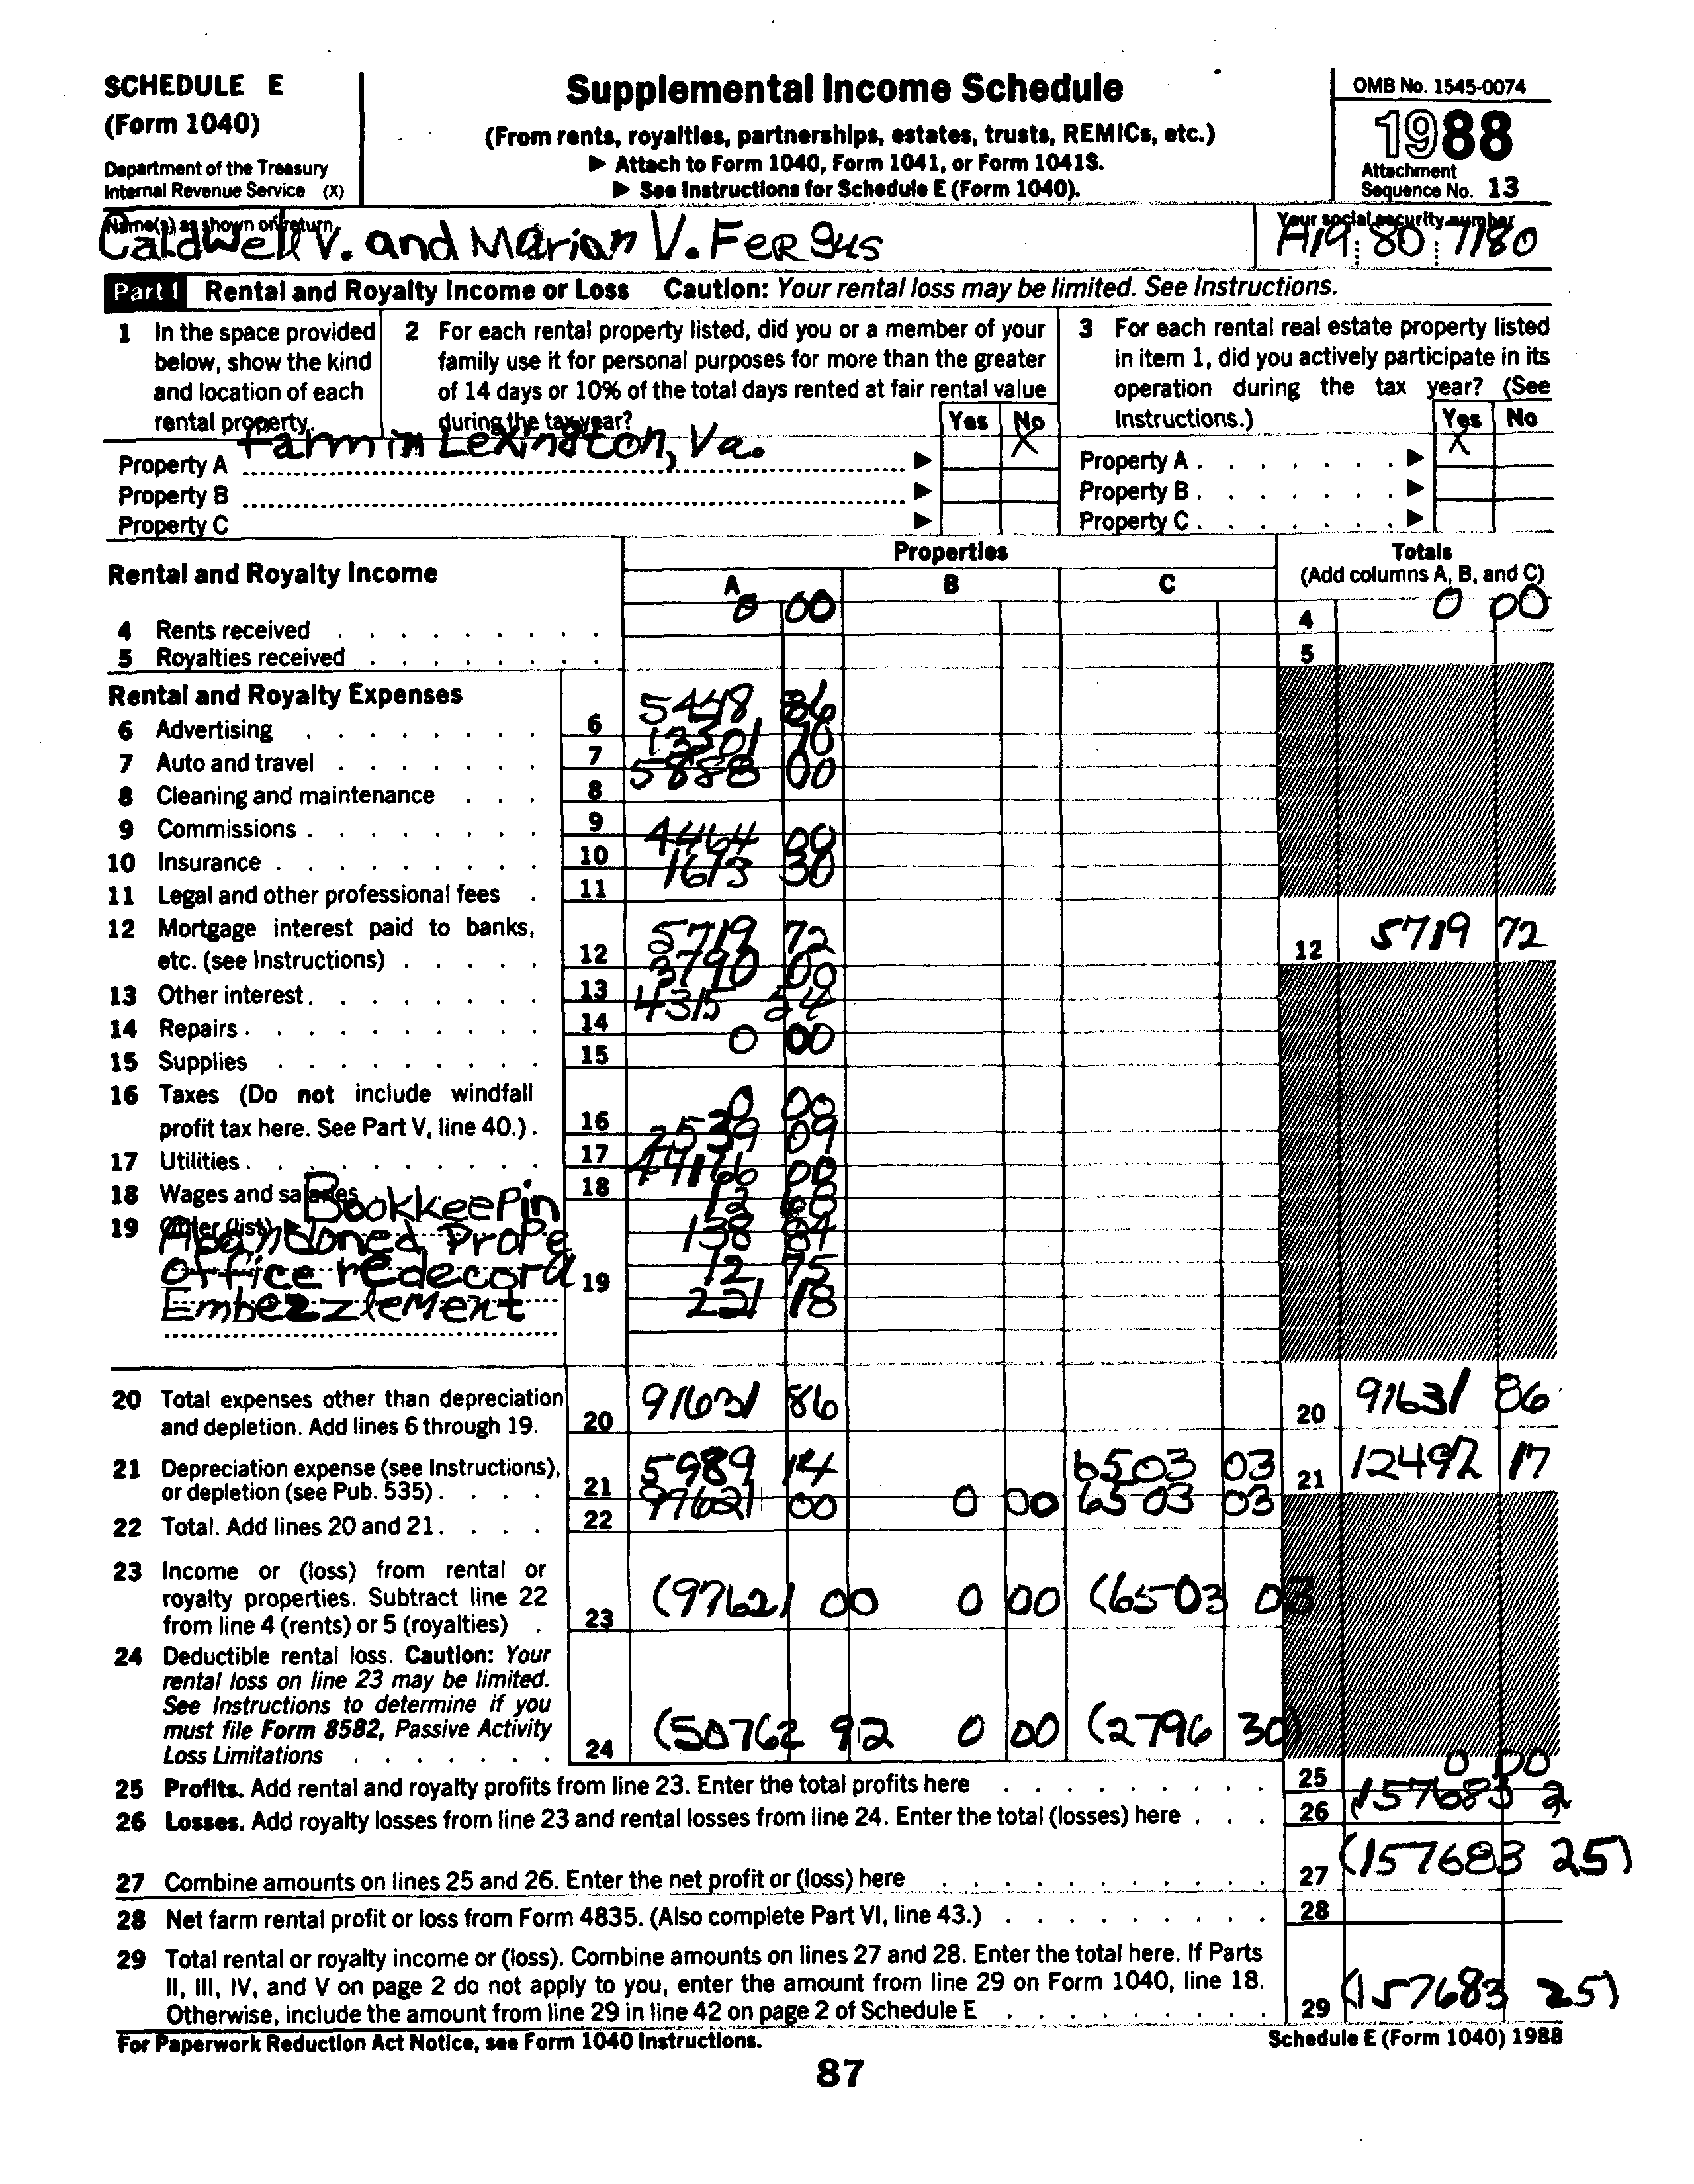 SCHEDULE E
(Form 1040)
Department of the Treasury
Internal Revenue Service (X)
Supplemental Income Schedule
(From rents, royalties, partnerships, estates, trusts, REMICs, etc.)
▶ Attach to Form 1040, Form 1041, or Form 1041S.
▶ See Instructions for Schedule E (Form 1040).
OMB No. 1545-0074
1988
Attachment
Sequence No. 13
Name(s) as shown on return
Caldwell V. and Marian V. Fergus
Your social security number
A19 80 7180
Part I Rental and Royalty Income or Loss Caution: Your rental loss may be limited. See Instructions.
1 In the space provided
below, show the kind
and location of each
rental property.
2 For each rental property listed, did you or a member of your
family use it for personal purposes for more than the greater
of 14 days or 10% of the total days rented at fair rental value
during the tax year?
Yes No
3 For each rental real estate property listed
in item 1, did you actively participate in its
operation during the tax year? (See
Instructions.)
Yes No
Property A Farm in Lexington, Va. ▶ X
Property B ▶
Property C ▶
Property A . . . . . . . ▶ X
Property B . . . . . . . ▶
Property C . . . . . . . ▶
Rental and Royalty Income
Properties
A B C
Totals
(Add columns A, B, and C)
4 Rents received 0 00 4 0 00
5 Royalties received 5
Rental and Royalty Expenses
6 Advertising 6 5448 86
7 Auto and travel 7 13301 70
8 Cleaning and maintenance 8 5888 00
9 Commissions 9
10 Insurance 10 4464 00
11 Legal and other professional fees 11 1613 30
12 Mortgage interest paid to banks,
etc. (see Instructions) 12 5719 72 12 5719 72
13 Other interest 13 3790 00
14 Repairs 14 4315 54
15 Supplies 15 0 00
16 Taxes (Do not include windfall
profit tax here. See Part V, line 40.) 16 0 00
17 Utilities 17 2539 09
18 Wages and salaries 18 44166 00
19 Other (list) ▶ Bookkeepin 12 68
Abandoned Prope 138 84
office redecora 19 12 75
Embezzlement 221 18
20 Total expenses other than depreciation
and depletion. Add lines 6 through 19. 20 91631 86 20 91631 86
21 Depreciation expense (see Instructions),
or depletion (see Pub. 535) 21 5989 14 6503 03 21 12492 17
22 Total. Add lines 20 and 21. 22 97621 00 0 00 6503 03
23 Income or (loss) from rental or
royalty properties. Subtract line 22
from line 4 (rents) or 5 (royalties) 23 (97621 00 0 00 (6503 03
24 Deductible rental loss. Caution: Your
rental loss on line 23 may be limited.
See Instructions to determine if you
must file Form 8582, Passive Activity
Loss Limitations 24 (50762 92 0 00 (2796 30)
25 Profits. Add rental and royalty profits from line 23. Enter the total profits here 25 0 00
26 Losses. Add royalty losses from line 23 and rental losses from line 24. Enter the total (losses) here 26 (157683 2
27 Combine amounts on lines 25 and 26. Enter the net profit or (loss) here 27 (157683 25)
28 Net farm rental profit or loss from Form 4835. (Also complete Part VI, line 43.) 28
29 Total rental or royalty income or (loss). Combine amounts on lines 27 and 28. Enter the total here. If Parts
II, III, IV, and V on page 2 do not apply to you, enter the amount from line 29 on Form 1040, line 18.
Otherwise, include the amount from line 29 in line 42 on page 2 of Schedule E 29 (157683 25)
For Paperwork Reduction Act Notice, see Form 1040 Instructions.
Schedule E (Form 1040) 1988
87